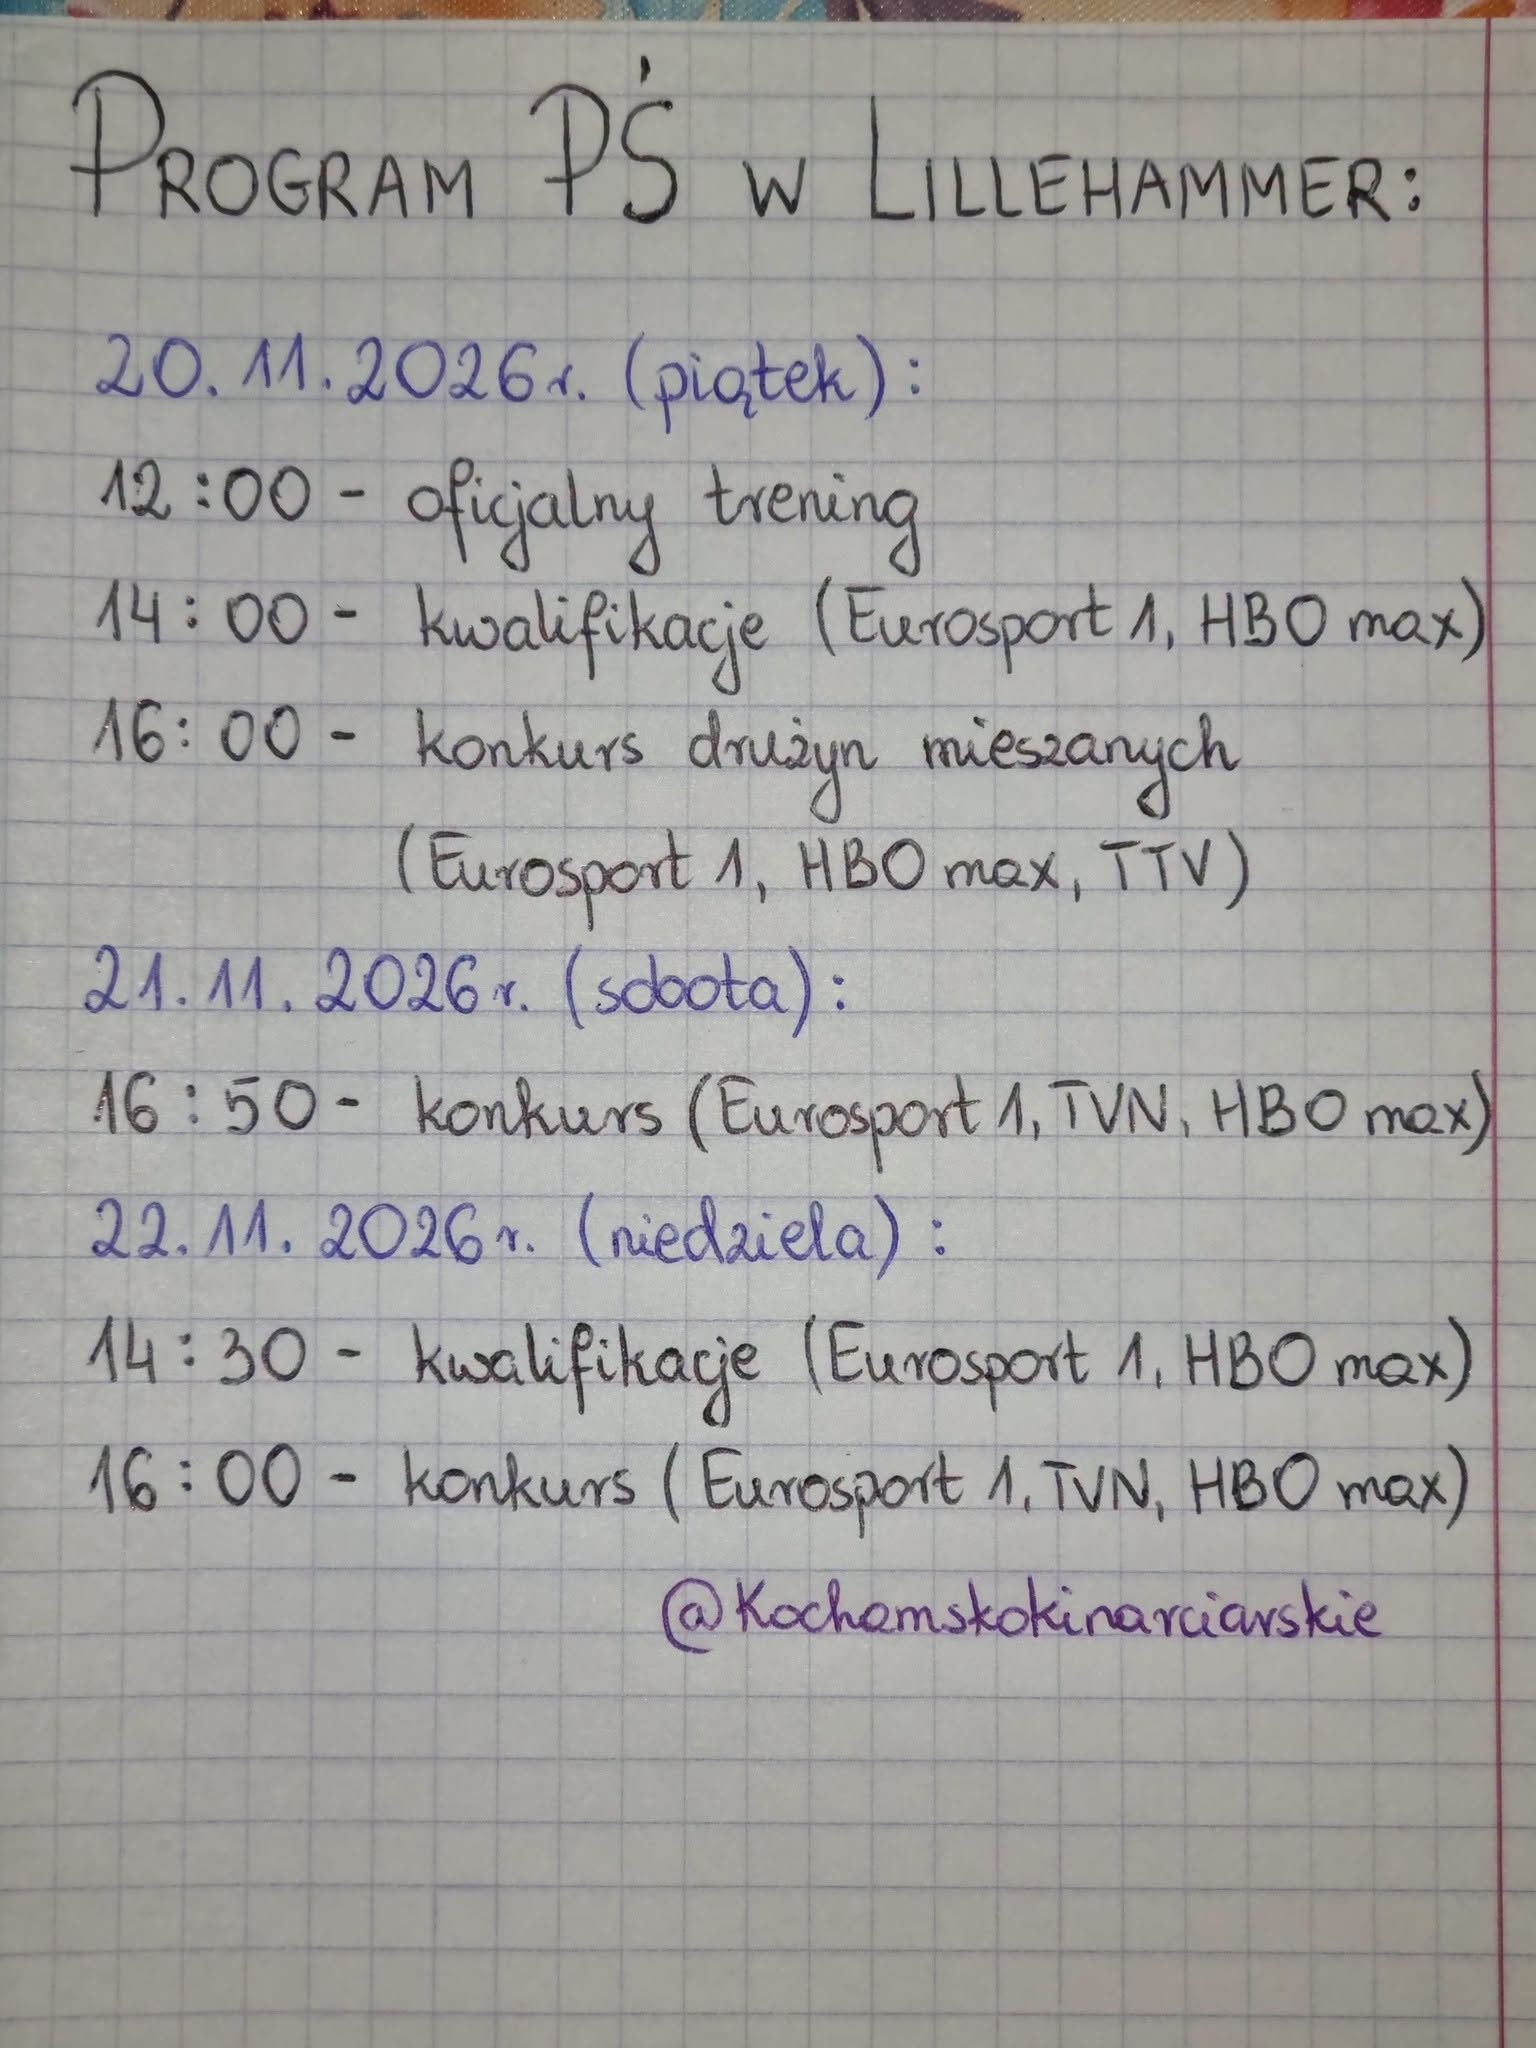 PROGRAM PŚ W LILLEHAMMER:
20.11.2026r. (piątek):
12:00 - oficjalny trening
14:00 - kwalifikacje (Eurosport 1, HBO max)
16:00 - konkurs drużyn mieszanych
(Eurosport 1, HBO max, TTV)
21.11.2026r. (sobota):
16:50 - konkurs (Eurosport 1, TVN, HBO max)
22.11.2026r. (niedziela):
14:30 - kwalifikacje (Eurosport 1, HBO max)
16:00 - konkurs (Eurosport 1, TVN, HBO max)
@Kochamskokinarciarskie